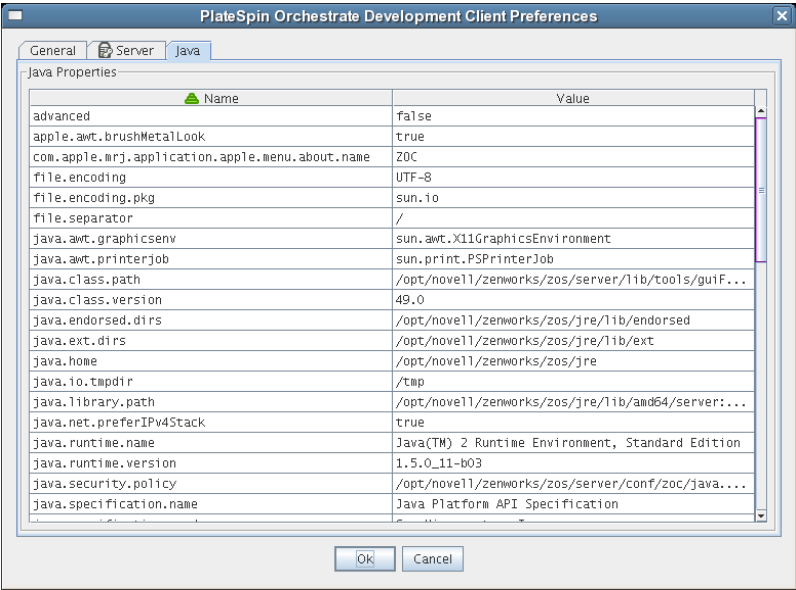 PlateSpin Orchestrate Development Client Preferences
General Server Java
Java Properties
Name Value
advanced false
apple.awt.brushMetalLook true
com.apple.mrj.application.apple.menu.about.name ZOC
file.encoding UTF-8
file.encoding.pkg sun.io
file.separator /
java.awt.graphicsenv sun.awt.X11GraphicsEnvironment
java.awt.printerjob sun.print.PSPrinterJob
java.class.path /opt/novell/zenworks/zos/server/lib/tools/guiF...
java.class.version 49.0
java.endorsed.dirs /opt/novell/zenworks/zos/jre/lib/endorsed
java.ext.dirs /opt/novell/zenworks/zos/jre/lib/ext
java.home /opt/novell/zenworks/zos/jre
java.io.tmpdir /tmp
java.library.path /opt/novell/zenworks/zos/jre/lib/amd64/server:...
java.net.preferIPv4Stack true
java.runtime.name Java(TM) 2 Runtime Environment, Standard Edition
java.runtime.version 1.5.0_11-b03
java.security.policy /opt/novell/zenworks/zos/server/conf/zoc/java....
java.specification.name Java Platform API Specification
Ok Cancel